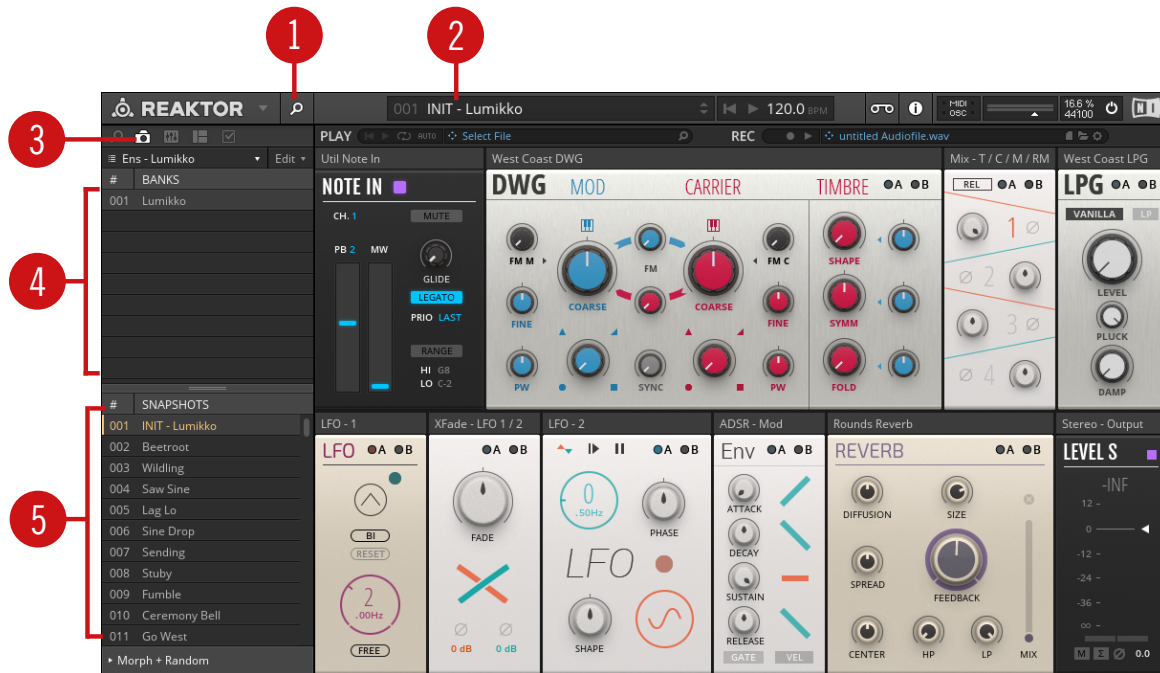 1
2
3
4
5
REAKTOR
001 INIT - Lumikko
120.0 BPM
MIDI
OSC
16.6 %
44100
NI
PLAY
AUTO
Select File
REC
untitled Audiofile.wav
Ens - Lumikko
Edit
# BANKS
001 Lumikko
# SNAPSHOTS
001 INIT - Lumikko
002 Beetroot
003 Wildling
004 Saw Sine
005 Lag Lo
006 Sine Drop
007 Sending
008 Stuby
009 Fumble
010 Ceremony Bell
011 Go West
Morph + Random
Util Note In
NOTE IN
CH. 1
MUTE
PB 2
MW
GLIDE
LEGATO
PRIO LAST
RANGE
HI G8
LO C-2
West Coast DWG
DWG
MOD
CARRIER
TIMBRE
A B
FM M
FM
FM C
SHAPE
COARSE
COARSE
FINE
FINE
SYMM
PW
SYNC
PW
FOLD
Mix - T / C / M / RM
REL
A B
1 Ø
Ø 2
3 Ø
Ø 4
West Coast LPG
LPG
A B
VANILLA
LP
LEVEL
PLUCK
DAMP
LFO - 1
LFO
A B
BI
RESET
2
.00Hz
FREE
XFade - LFO 1 / 2
A B
FADE
Ø Ø
0 dB
0 dB
LFO - 2
A B
0
.50Hz
PHASE
LFO
SHAPE
ADSR - Mod
Env
A B
ATTACK
DECAY
SUSTAIN
RELEASE
GATE
VEL
Rounds Reverb
REVERB
A B
DIFFUSION
SIZE
SPREAD
FEEDBACK
CENTER
HP
LP
MIX
Stereo - Output
LEVEL S
-INF
12 -
0
-12 -
-24 -
-36 -
∞ -
M Σ Ø 0.0